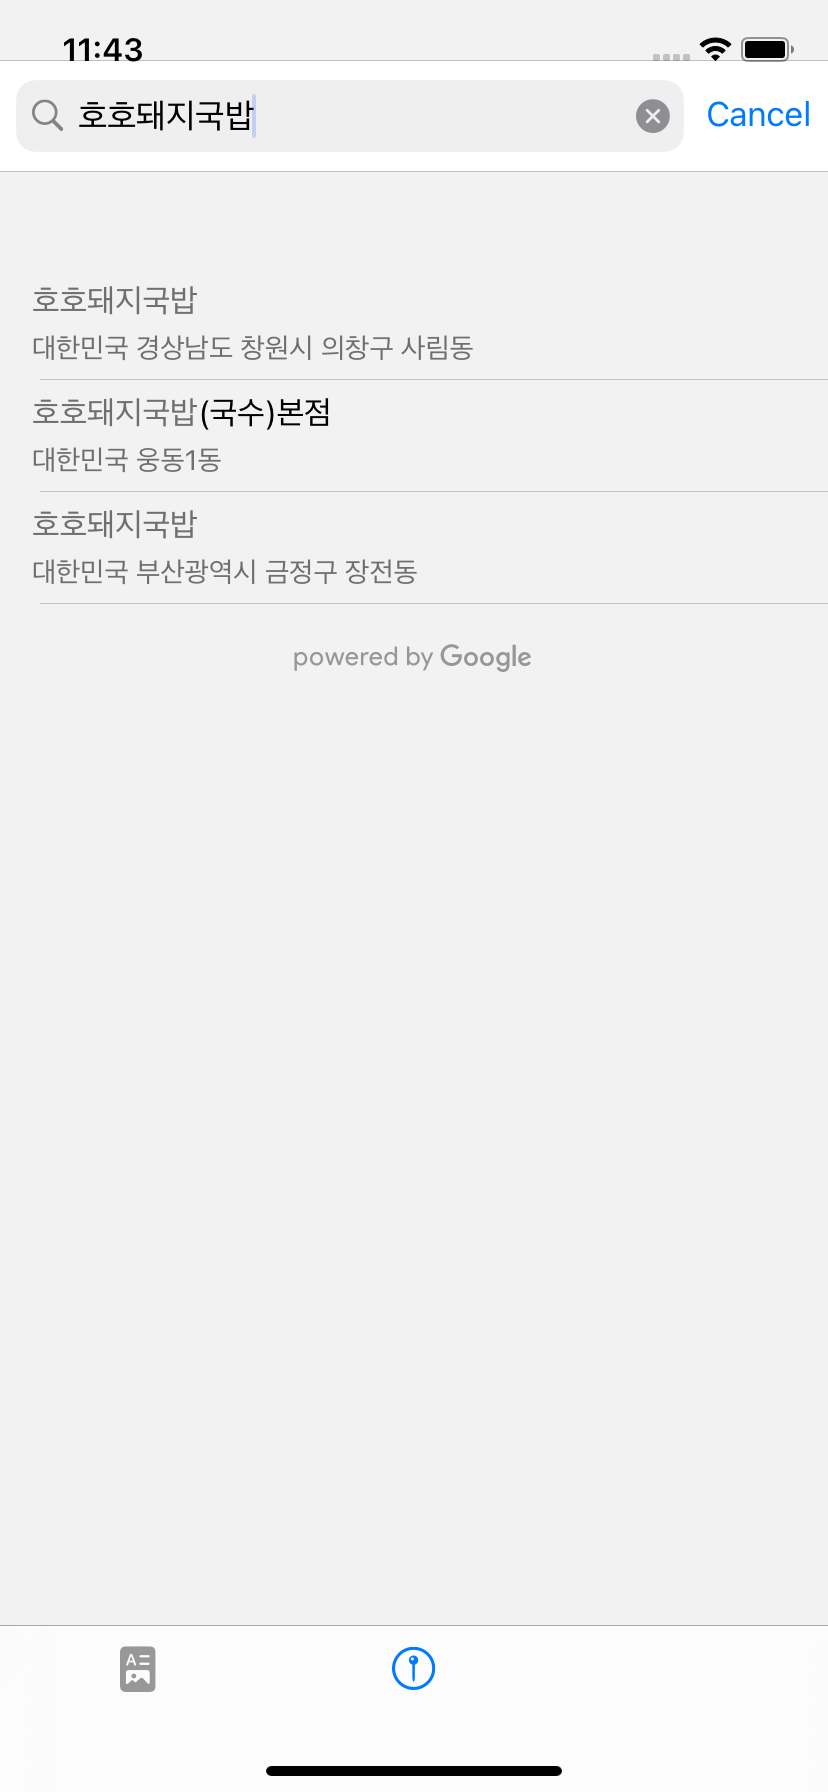 11:43
호호돼지국밥
Cancel
호호돼지국밥
대한민국 경상남도 창원시 의창구 사림동
호호돼지국밥(국수)본점
대한민국 웅동1동
호호돼지국밥
대한민국 부산광역시 금정구 장전동
powered by Google